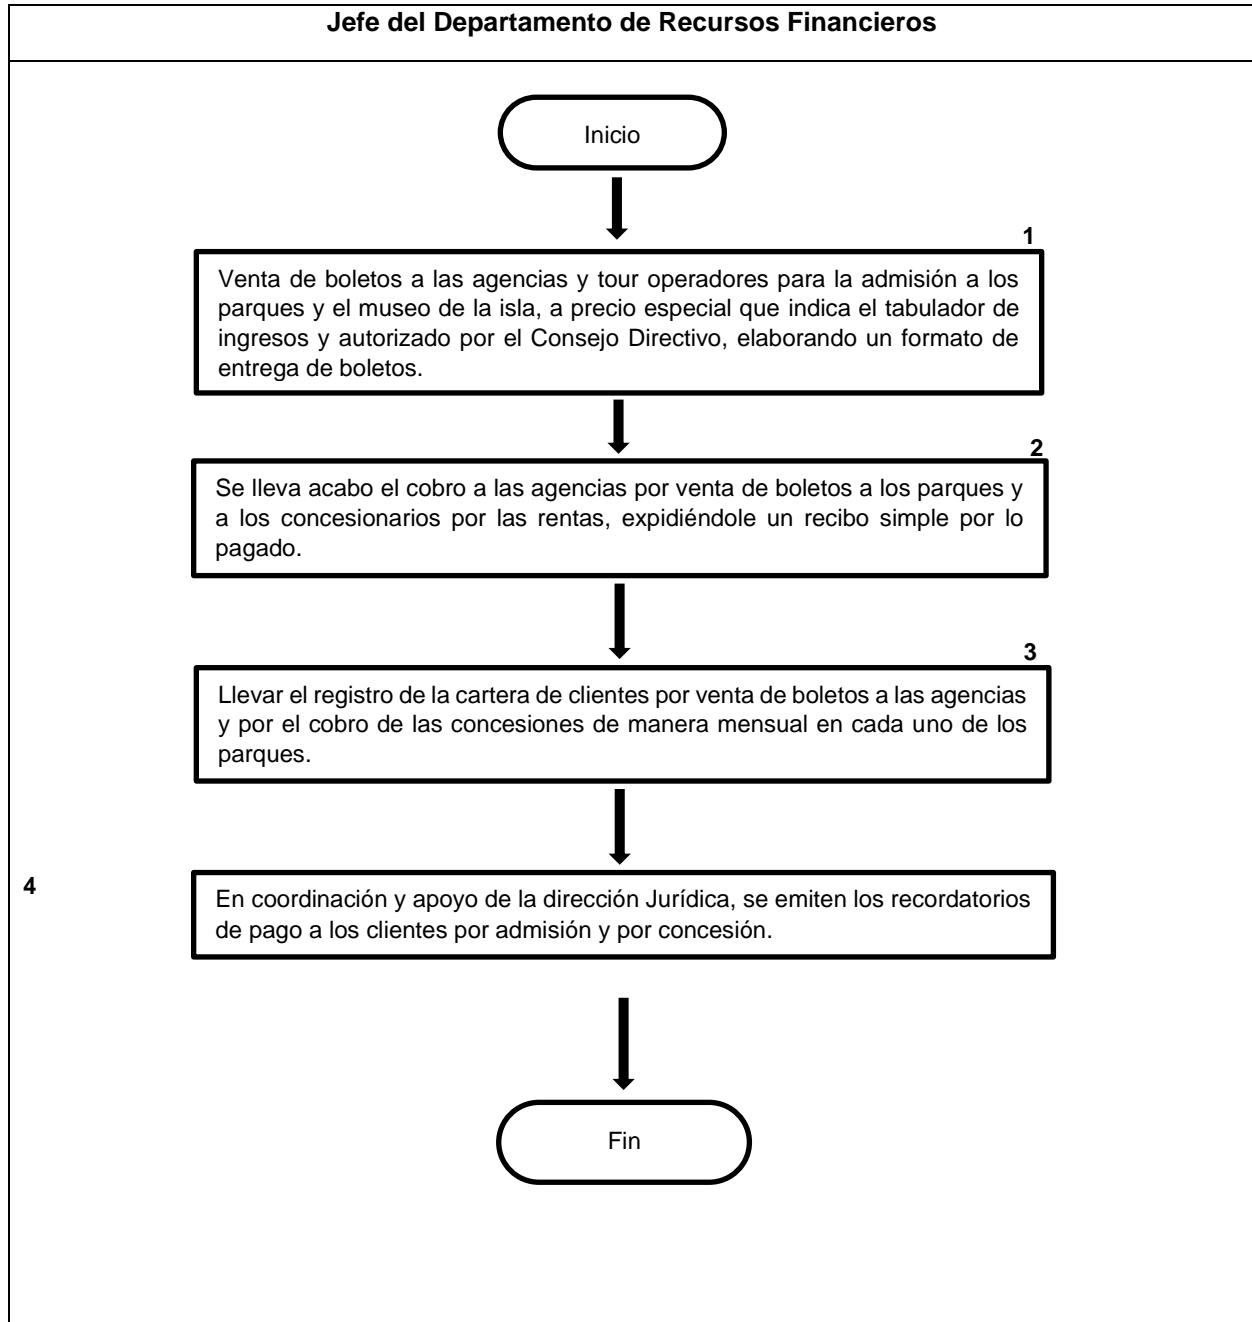 Jefe del Departamento de Recursos Financieros
Inicio
1
Venta de boletos a las agencias y tour operadores para la admisión a los
parques y el museo de la isla, a precio especial que indica el tabulador de
ingresos y autorizado por el Consejo Directivo, elaborando un formato de
entrega de boletos.
2
Se lleva acabo el cobro a las agencias por venta de boletos a los parques y
a los concesionarios por las rentas, expidiéndole un recibo simple por lo
pagado.
3
Llevar el registro de la cartera de clientes por venta de boletos a las agencias
y por el cobro de las concesiones de manera mensual en cada uno de los
parques.
4
En coordinación y apoyo de la dirección Jurídica, se emiten los recordatorios
de pago a los clientes por admisión y por concesión.
Fin